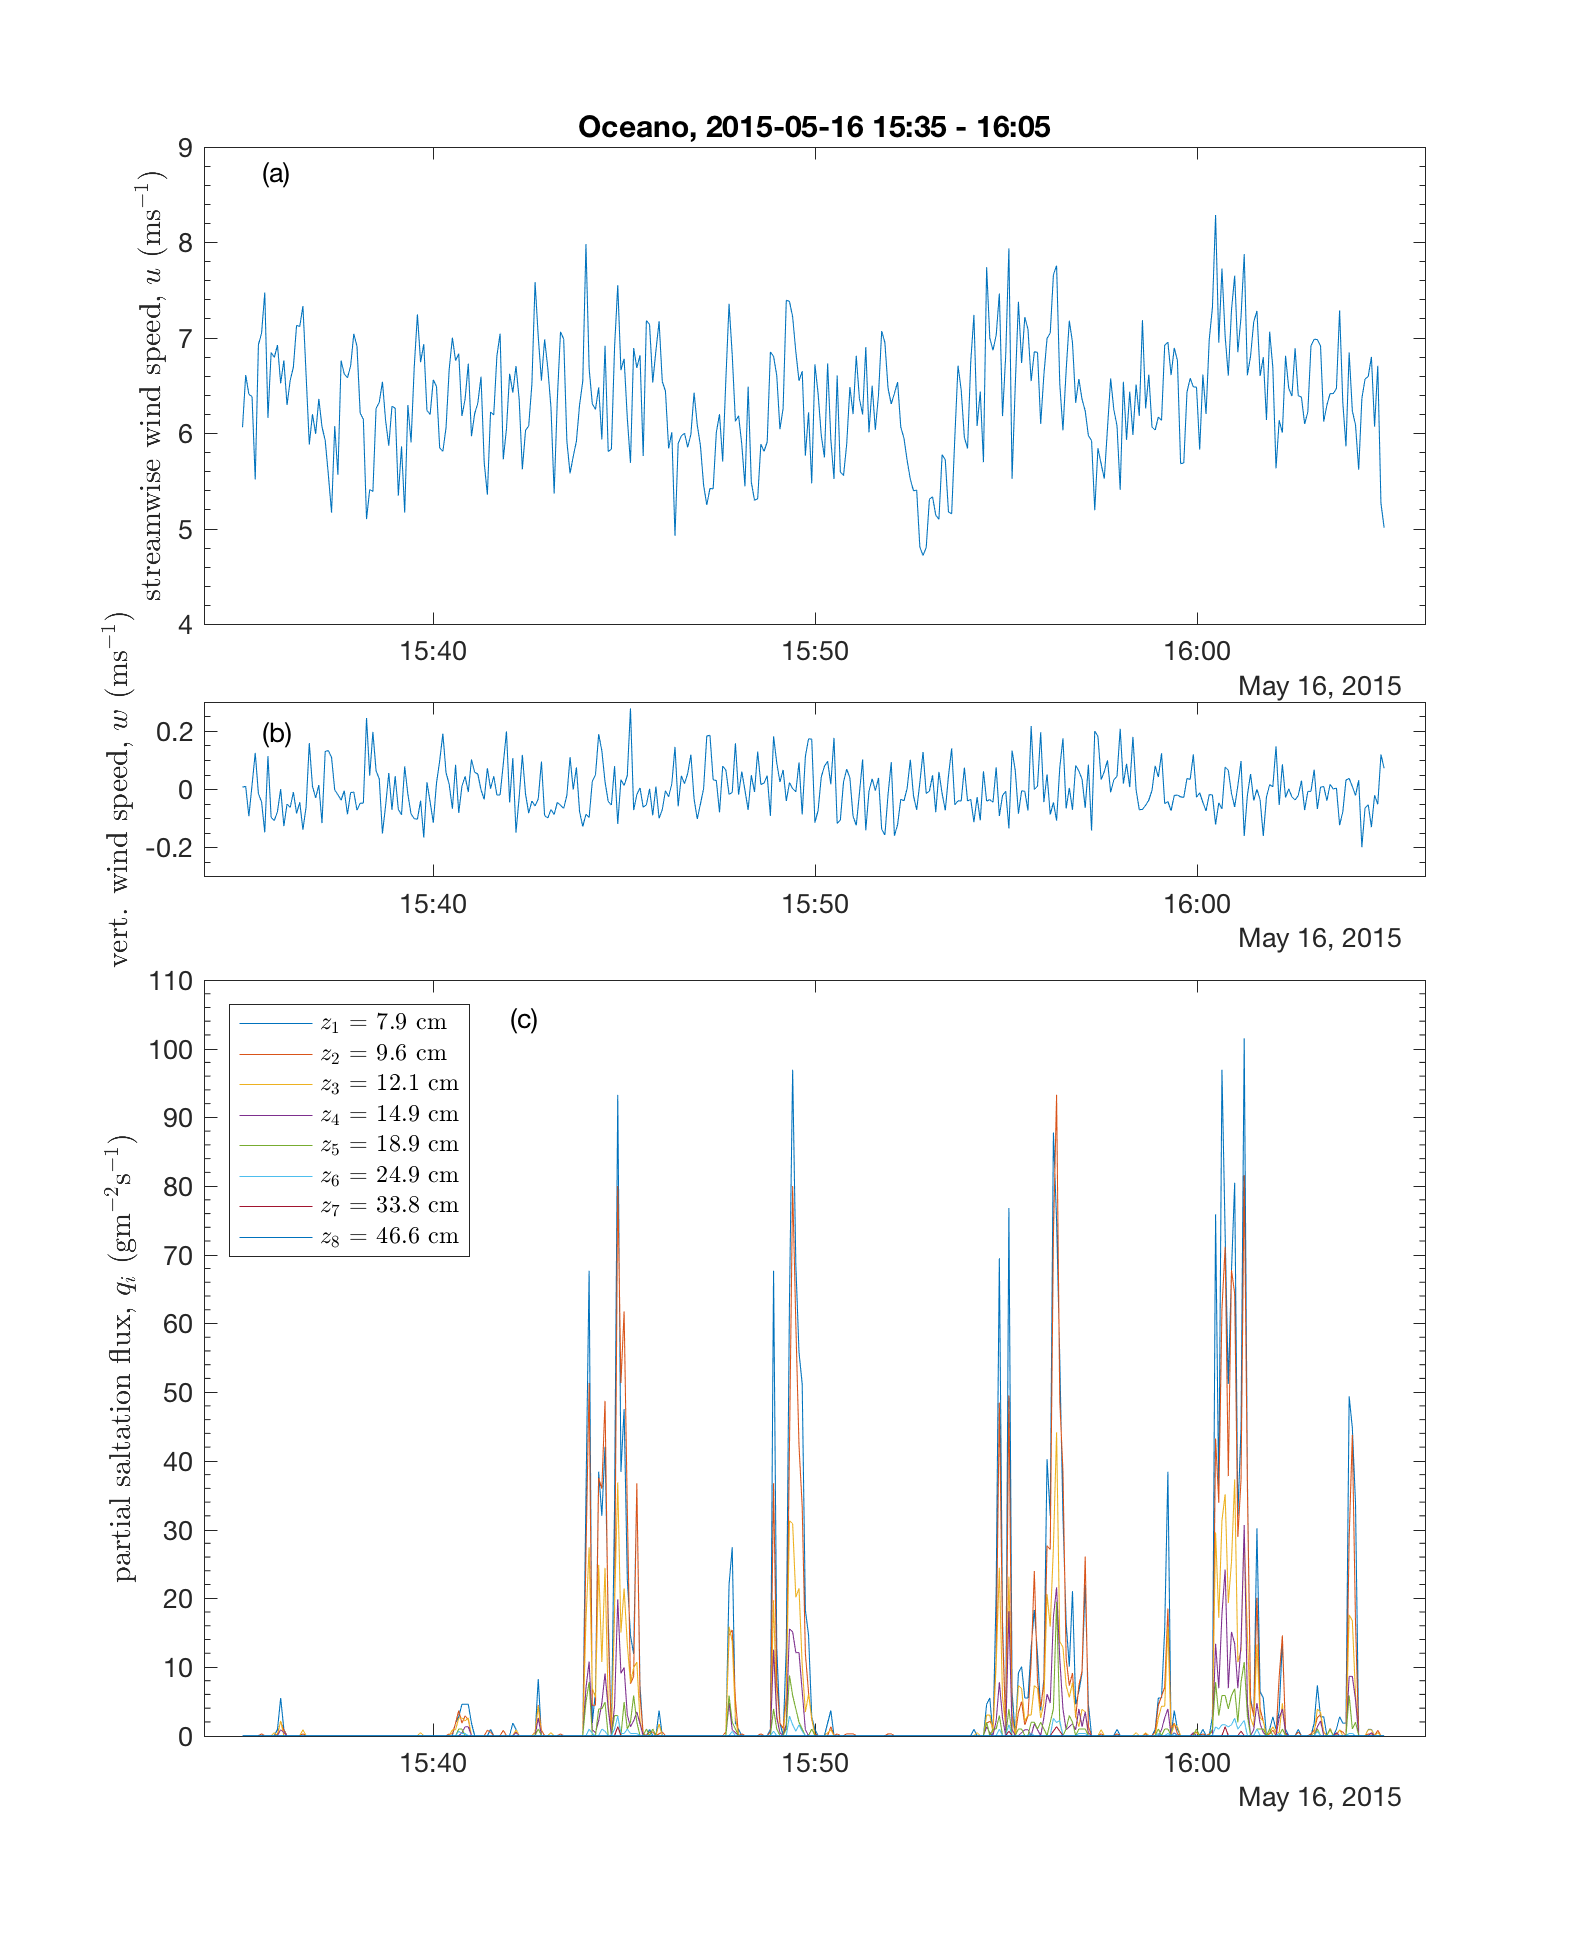 Oceano, 2015-05-16 15:35 - 16:05
(a)
streamwise wind speed, u (ms⁻¹)
9
8
7
6
5
4
15:40 15:50 16:00
May 16, 2015
(b)
vert. wind speed, w (ms⁻¹)
0.2
0
-0.2
15:40 15:50 16:00
May 16, 2015
(c)
partial saltation flux, qᵢ (gm⁻²s⁻¹)
110
100
90
80
70
60
50
40
30
20
10
0
z₁ = 7.9 cm
z₂ = 9.6 cm
z₃ = 12.1 cm
z₄ = 14.9 cm
z₅ = 18.9 cm
z₆ = 24.9 cm
z₇ = 33.8 cm
z₈ = 46.6 cm
15:40 15:50 16:00
May 16, 2015